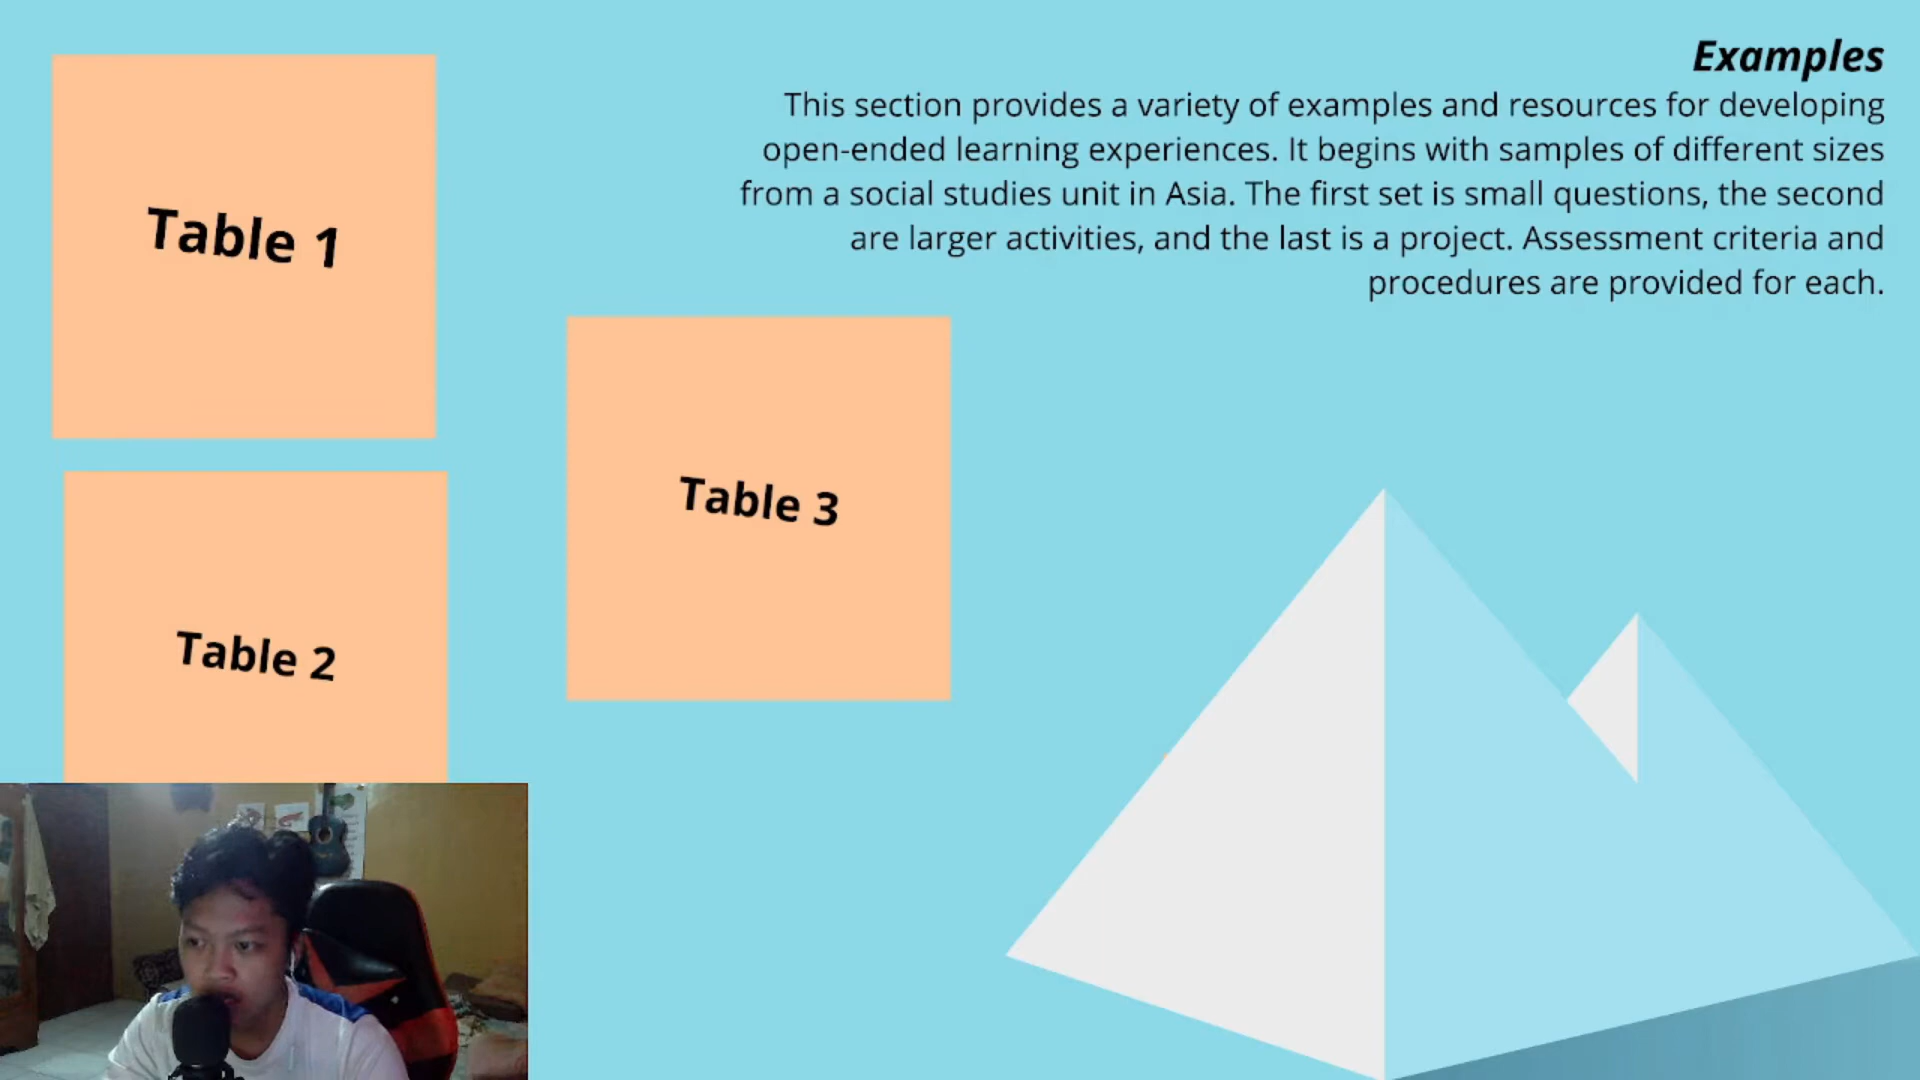 Examples
This section provides a variety of examples and resources for developing
open-ended learning experiences. It begins with samples of different sizes
from a social studies unit in Asia. The first set is small questions, the second
are larger activities, and the last is a project. Assessment criteria and
procedures are provided for each.
Table 1
Table 2
Table 3